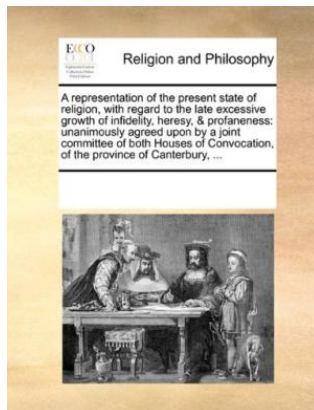 ECCO
Religion and Philosophy
A representation of the present state of
religion, with regard to the late excessive
growth of infidelity, heresy, & profaneness:
unanimously agreed upon by a joint
committee of both Houses of Convocation,
of the province of Canterbury, ...